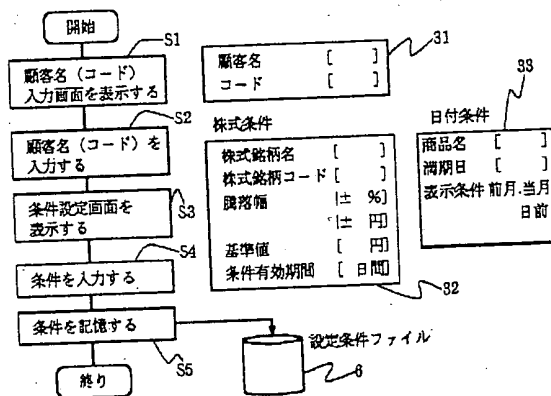 開始
S1
顧客名（コード）
入力画面を表示する
S2
顧客名（コード）を
入力する
S3
条件設定画面を
表示する
S4
条件を入力する
条件を記憶する
S5
終り
31
顧客名 [ ]
コード [ ]
株式条件
株式銘柄名 [ ]
株式銘柄コード [ ]
騰落幅 [± %]
[± 円]
基準値 [ 円]
条件有効期間 [ 日間]
32
33
日付条件
商品名 [ ]
満期日 [ ]
表示条件 前月.当月
日前
設定条件ファイル
6